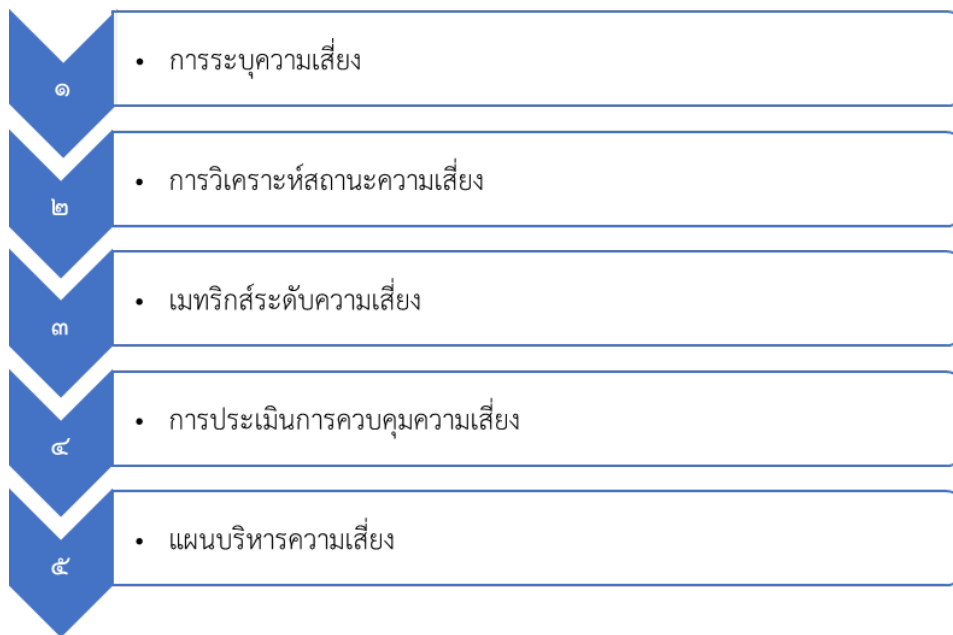 ๑
• การระบุความเสี่ยง
๒
• การวิเคราะห์สถานะความเสี่ยง
๓
• เมทริกส์ระดับความเสี่ยง
๔
• การประเมินการควบคุมความเสี่ยง
๕
• แผนบริหารความเสี่ยง